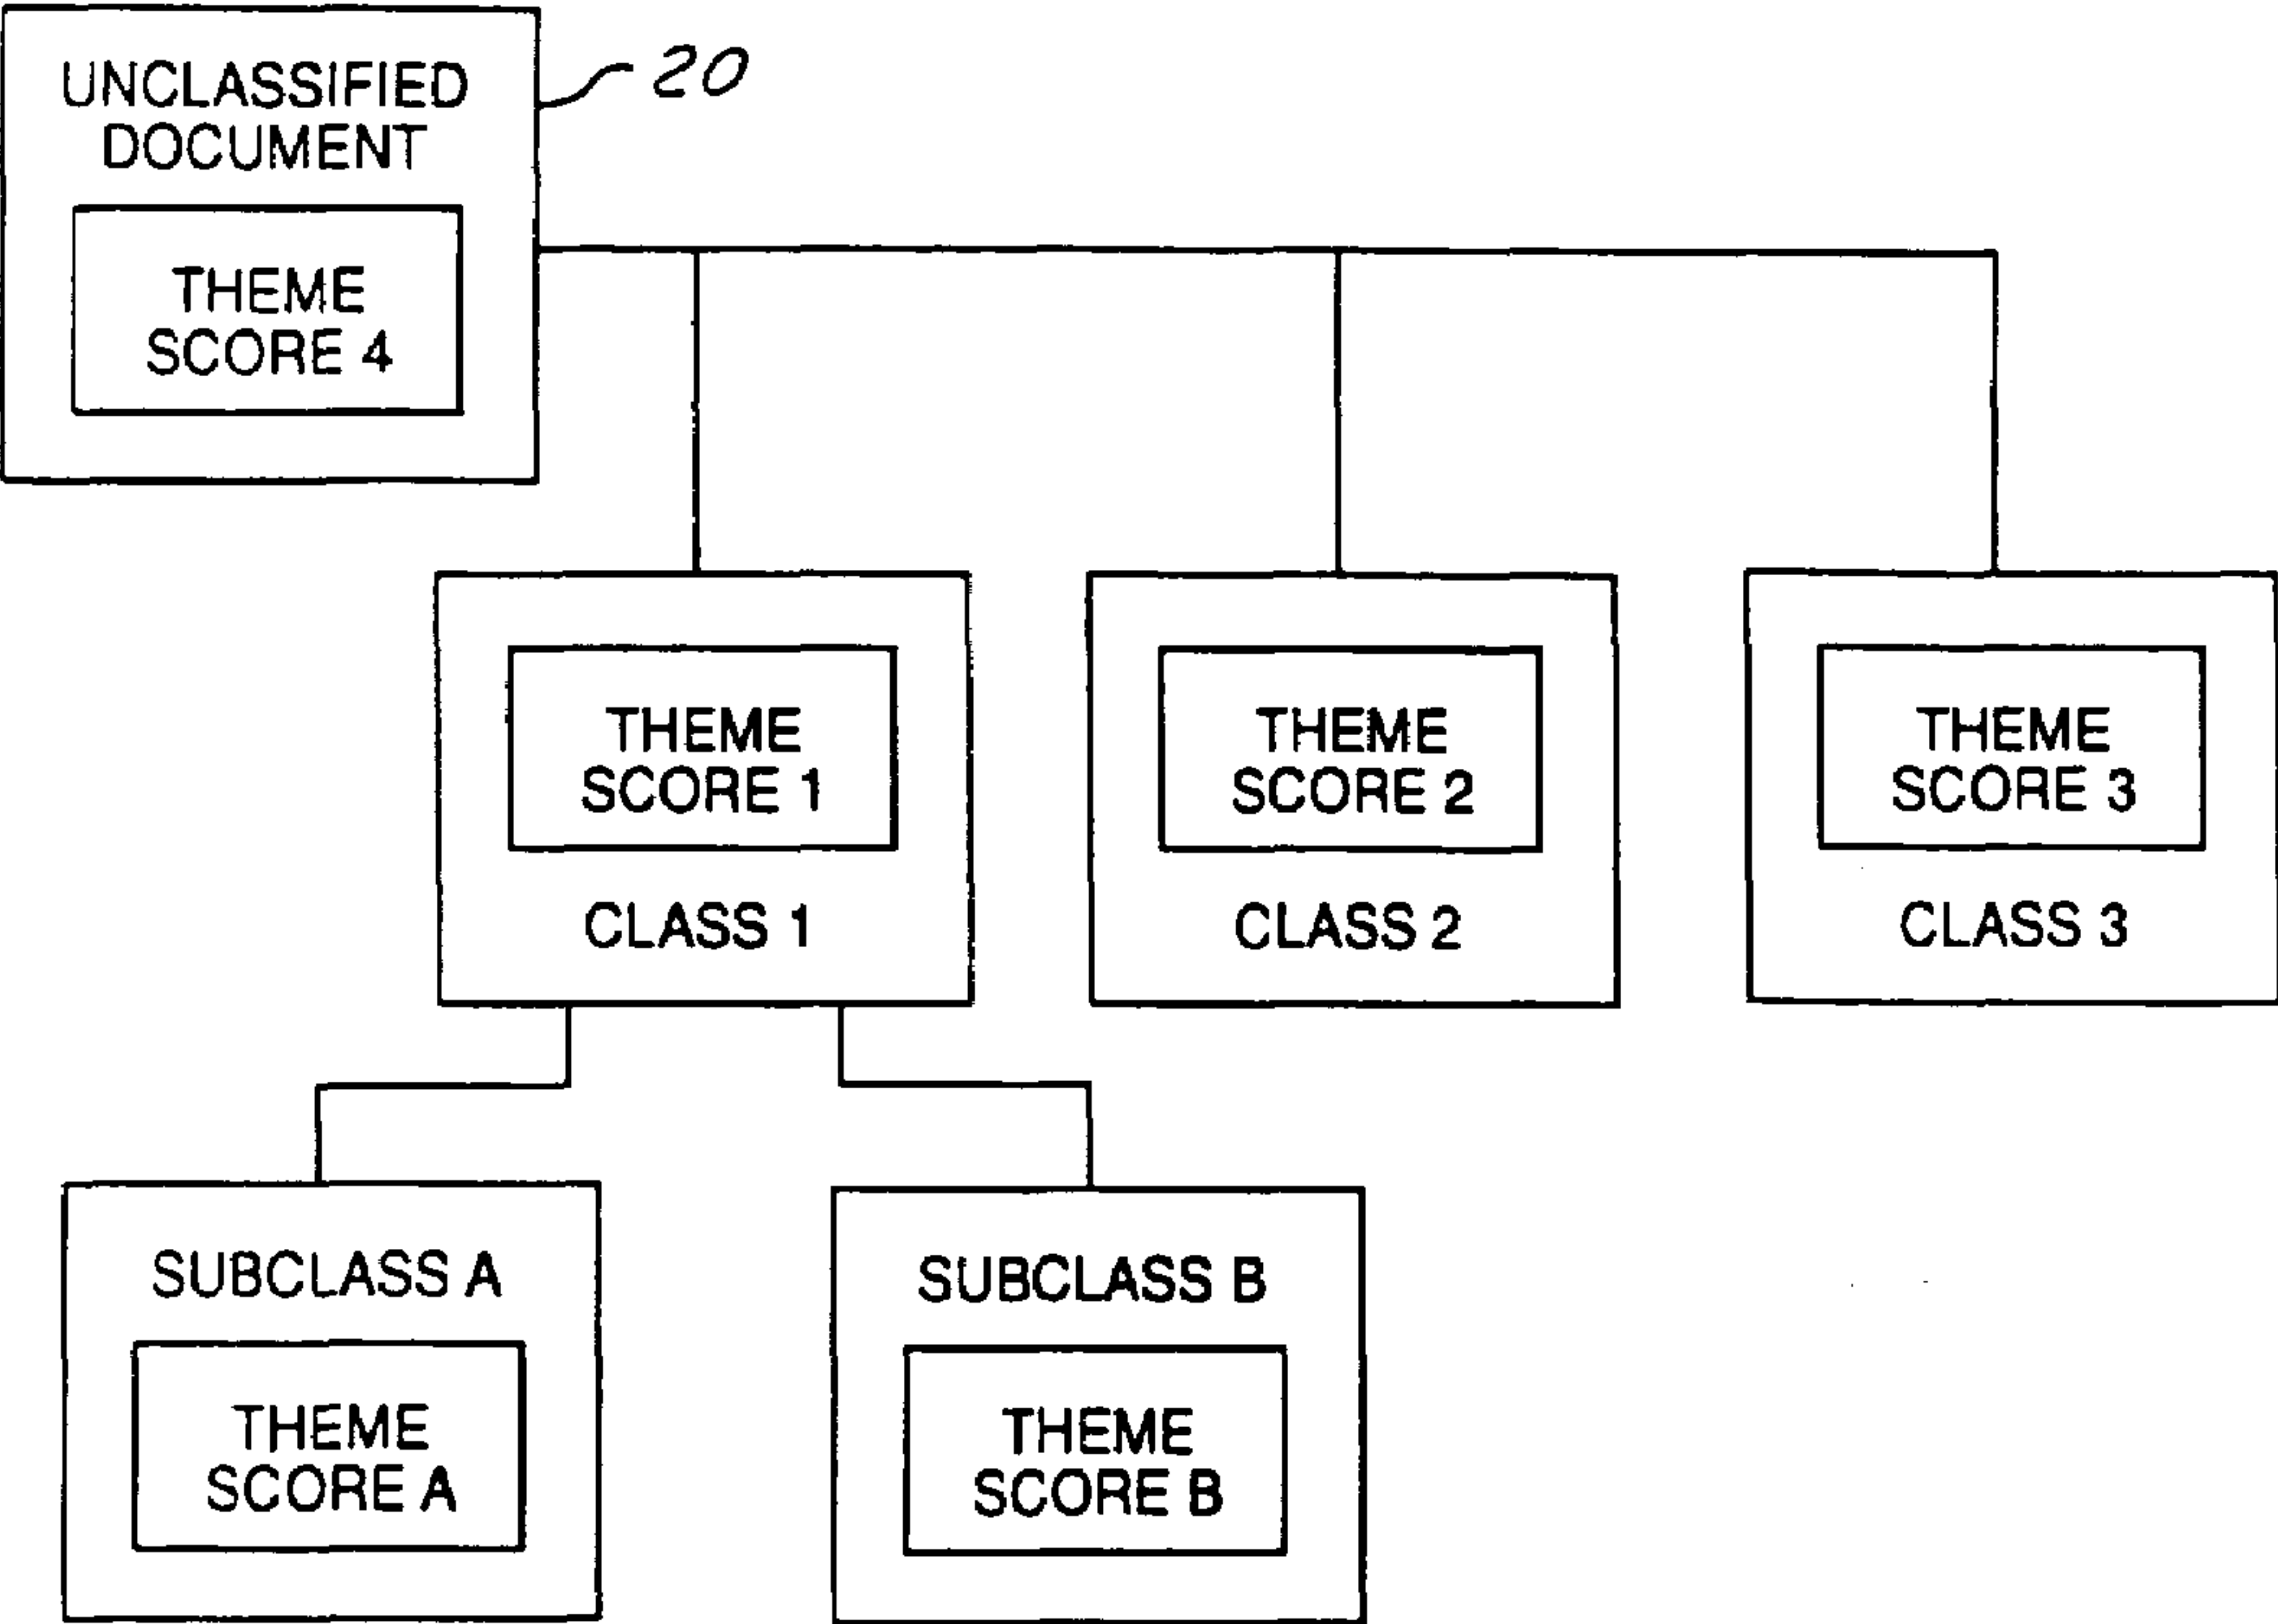 UNCLASSIFIED
DOCUMENT
20
THEME
SCORE 4
THEME
SCORE 1
CLASS 1
THEME
SCORE 2
CLASS 2
THEME
SCORE 3
CLASS 3
SUBCLASS A
THEME
SCORE A
SUBCLASS B
THEME
SCORE B